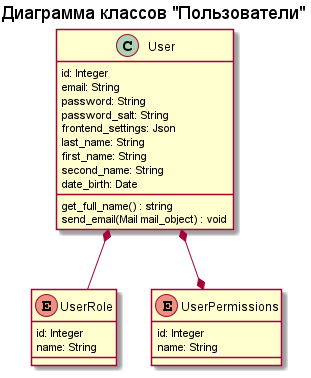 Диаграмма классов "Пользователи"
C User
id: Integer
email: String
password: String
password_salt: String
frontend_settings: Json
last_name: String
first_name: String
second_name: String
date_birth: Date
get_full_name() : string
send_email(Mail mail_object) : void
E UserRole
id: Integer
name: String
E UserPermissions
id: Integer
name: String